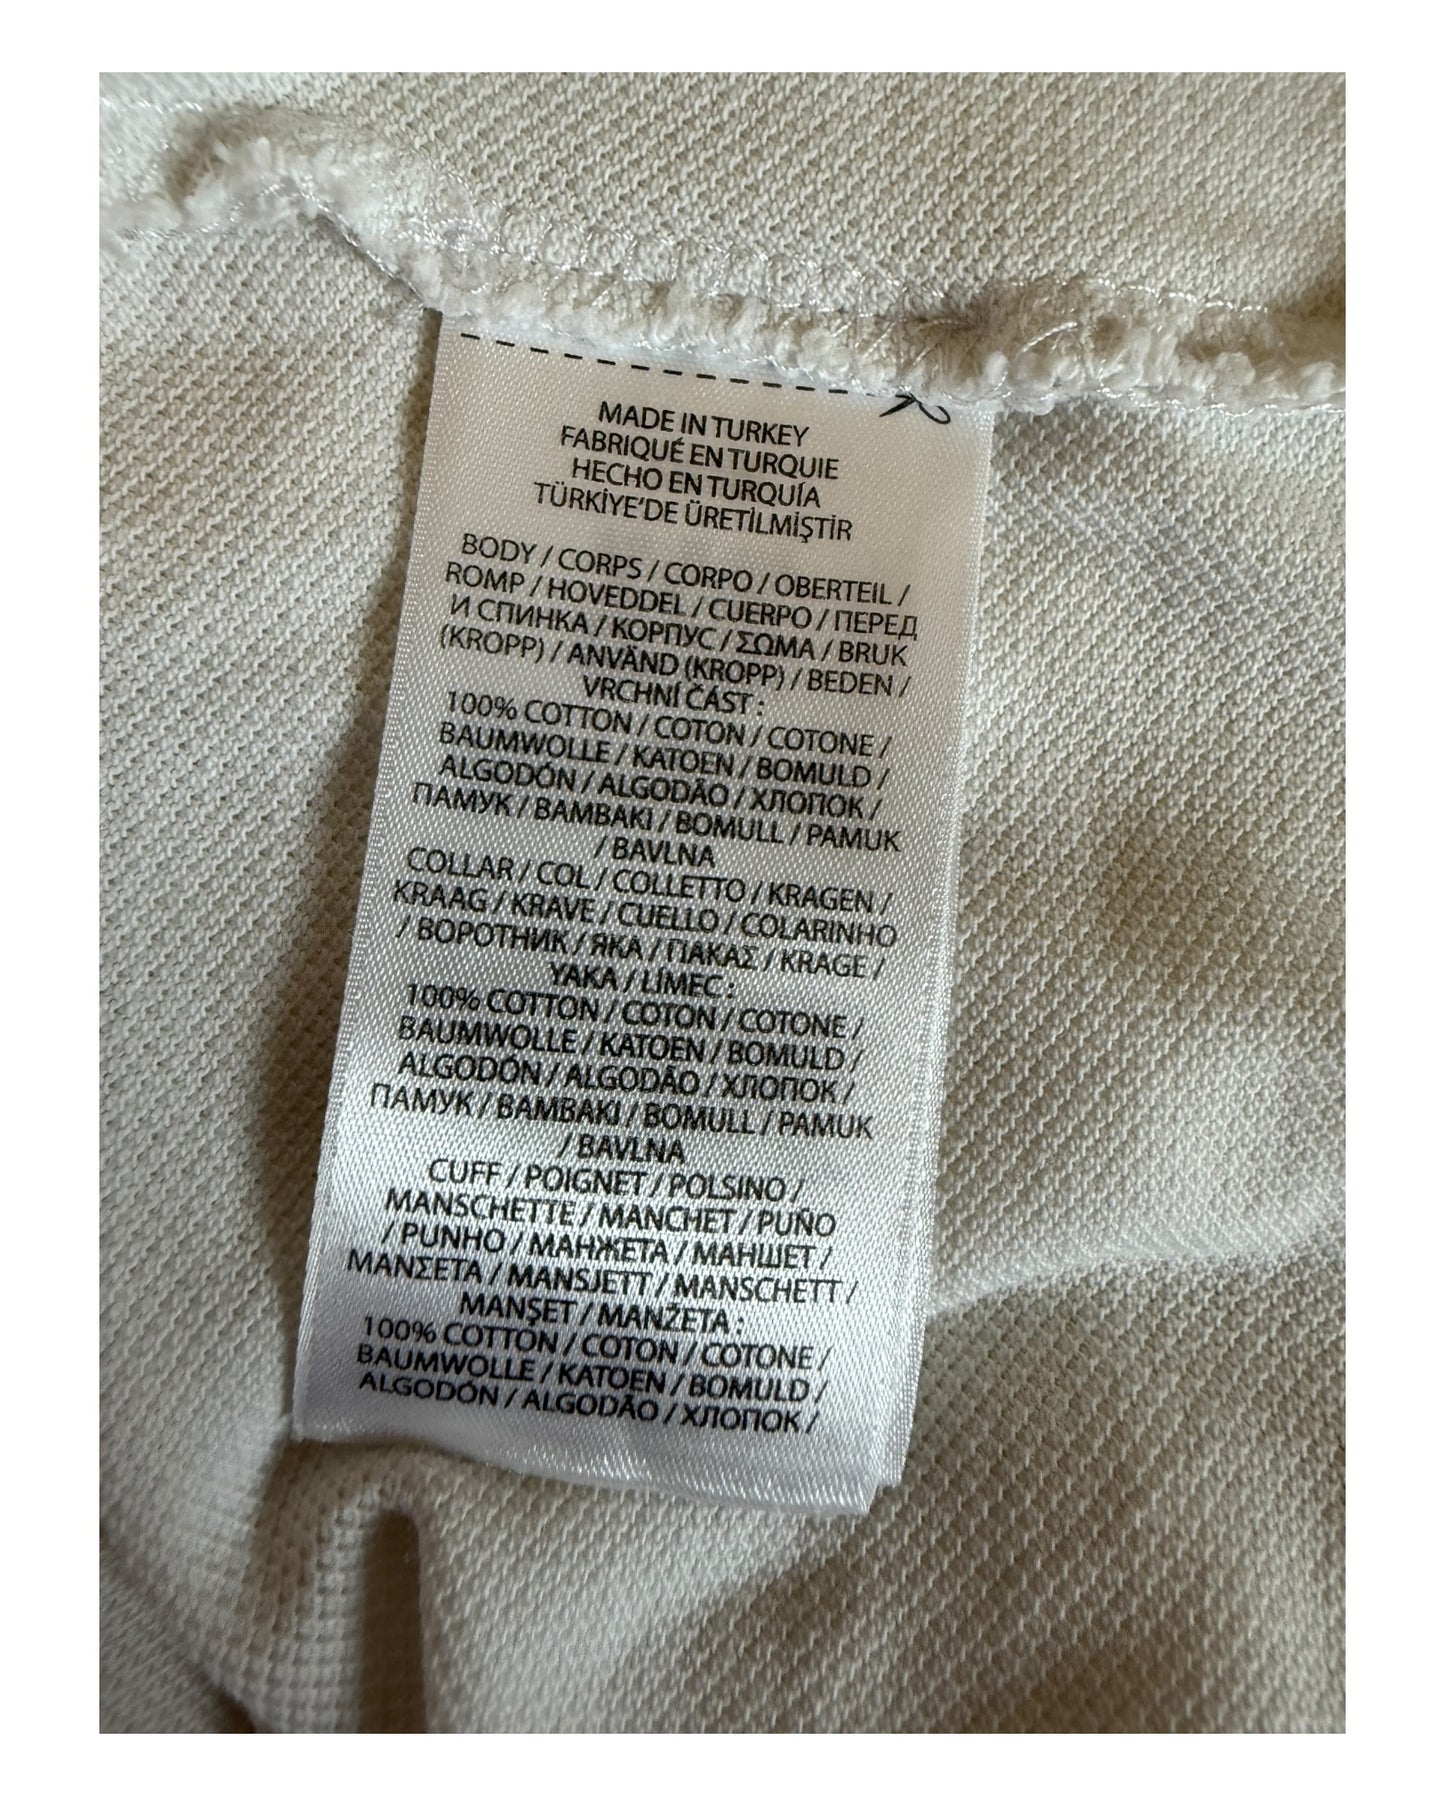 MADE IN TURKEY
FABRIQUÉ EN TURQUIE
HECHO EN TURQUÍA
TÜRKİYE'DE ÜRETİLMİŞTİR
BODY / CORPS / CORPO / OBERTEIL /
ROMP / HOVEDDEL / CUERPO / ПЕРЕД
И СПИНКА / КОРПУС / ΣΩΜΑ / BRUK
(KROPP) / ANVÄND (KROPP) / BEDEN /
VRCHNÍ ČÁST :
100% COTTON / COTON / COTONE /
BAUMWOLLE / KATOEN / BOMULD /
ALGODÓN / ALGODÃO / ХЛОПОК /
ПАМУК / BAMBAKI / BOMULL / PAMUK
/ BAVLNA
COLLAR / COL / COLLETTO / KRAGEN /
KRAAG / KRAVE / CUELLO / COLARINHO
/ ВОРОТНИК / ЯКА / ΓΙΑΚΑΣ / KRAGE /
YAKA / LÍMEC :
100% COTTON / COTON / COTONE /
BAUMWOLLE / KATOEN / BOMULD /
ALGODÓN / ALGODÃO / ХЛОПОК /
ПАМУК / BAMBAKI / BOMULL / PAMUK
/ BAVLNA
CUFF / POIGNET / POLSINO /
MANSCHETTE / MANCHET / PUÑO
/ PUNHO / МАНЖЕТА / МАНШЕТ /
ΜΑΝΣΕΤΑ / MANSJETT / MANSCHETT /
MANŞET / MANŽETA :
100% COTTON / COTON / COTONE /
BAUMWOLLE / KATOEN / BOMULD /
ALGODÓN / ALGODÃO / ХЛОПОК /